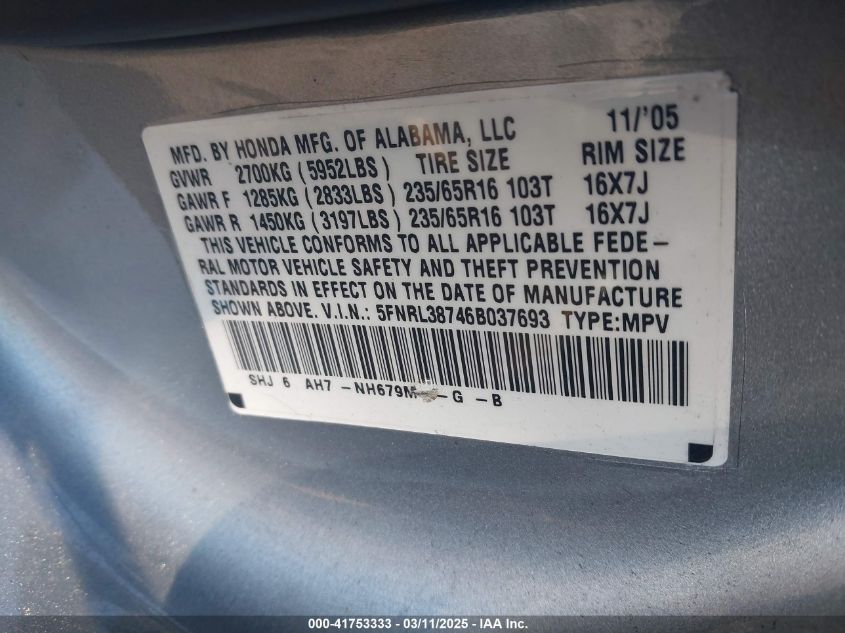 MFD. BY HONDA MFG. OF ALABAMA, LLC 11/'05
GVWR 2700KG (5952LBS) TIRE SIZE RIM SIZE
GAWR F 1285KG (2833LBS) 235/65R16 103T 16X7J
GAWR R 1450KG (3197LBS) 235/65R16 103T 16X7J
THIS VEHICLE CONFORMS TO ALL APPLICABLE FEDE-
RAL MOTOR VEHICLE SAFETY AND THEFT PREVENTION
STANDARDS IN EFFECT ON THE DATE OF MANUFACTURE
SHOWN ABOVE. V.I.N.: 5FNRL38746B037693 TYPE:MPV
SHJ 6 AH7 -NH679M -G -B
000-41753333 - 03/11/2025 - IAA Inc.